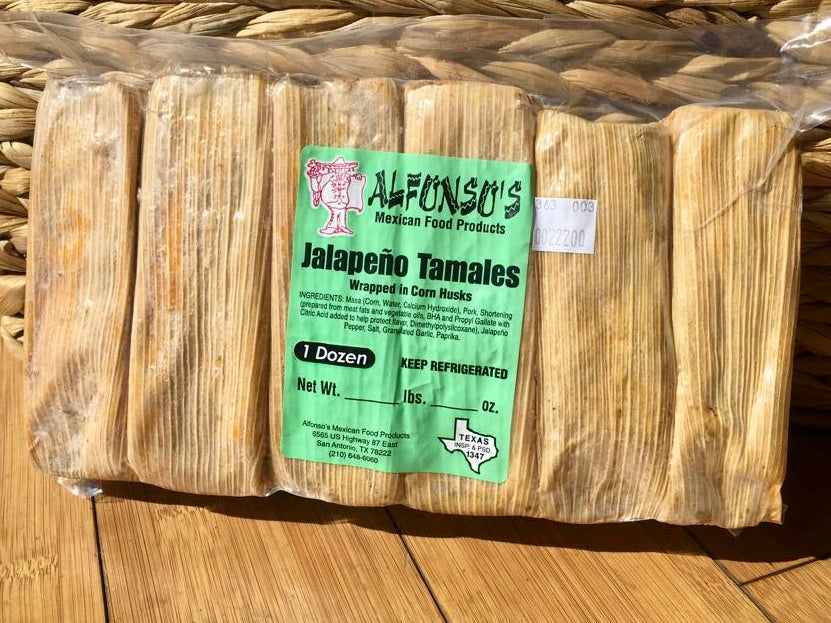 ALFONSO'S
Mexican Food Products
Jalapeño Tamales
Wrapped in Corn Husks
INGREDIENTS: Masa (Corn, Water, Calcium Hydroxide), Pork, Shortening
(prepared from meat fats and vegetable oils, BHA and Propyl Gallate with
Citric Acid added to help protect flavor, Dimethylpolysilcoxane), Jalapeño
Pepper, Salt, Granulated Garlic, Paprika.
1 Dozen
KEEP REFRIGERATED
Net Wt. ______ lbs. ______ oz.
Alfonso's Mexican Food Products
6565 US Highway 87 East
San Antonio, TX 78222
(210) 648-6060
TEXAS
INSP. & PSD.
1347
363 003
0022200